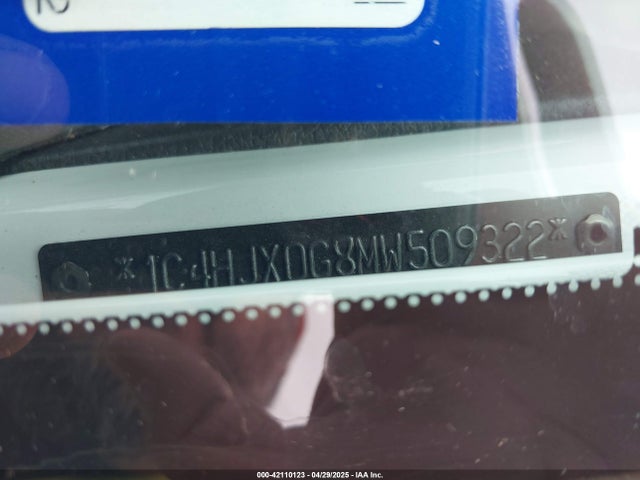 *1C4HJXDG8MW509322*
000-42110123 - 04/29/2025 - IAA Inc.